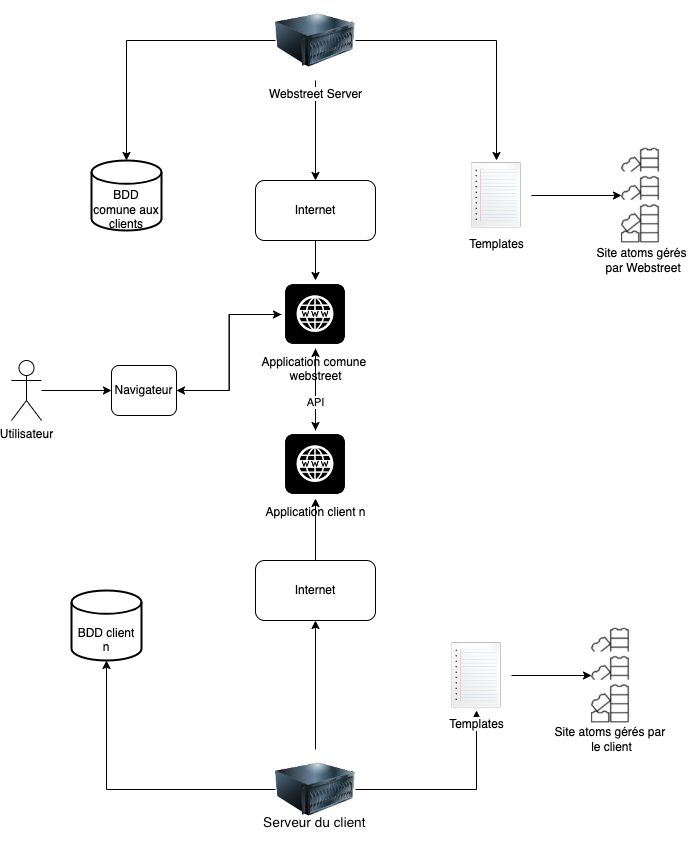 Webstreet Server
BDD
comune aux
clients
Internet
Templates
Site atoms gérés
par Webstreet
Application comune
webstreet
Navigateur
API
Utilisateur
Application client n
Internet
BDD client
n
Templates
Site atoms gérés par
le client
Serveur du client